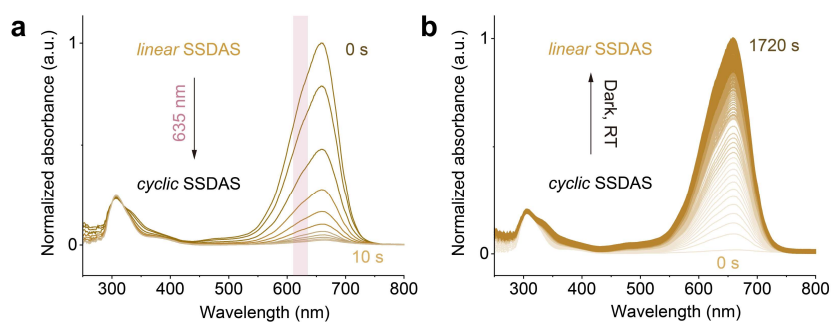 a
Normalized absorbance (a.u.)
1
0
linear SSDAS
0 s
635 nm
cyclic SSDAS
10 s
300 400 500 600 700 800
Wavelength (nm)
b
Normalized absorbance (a.u.)
1
0
linear SSDAS
1720 s
Dark, RT
cyclic SSDAS
0 s
300 400 500 600 700 800
Wavelength (nm)